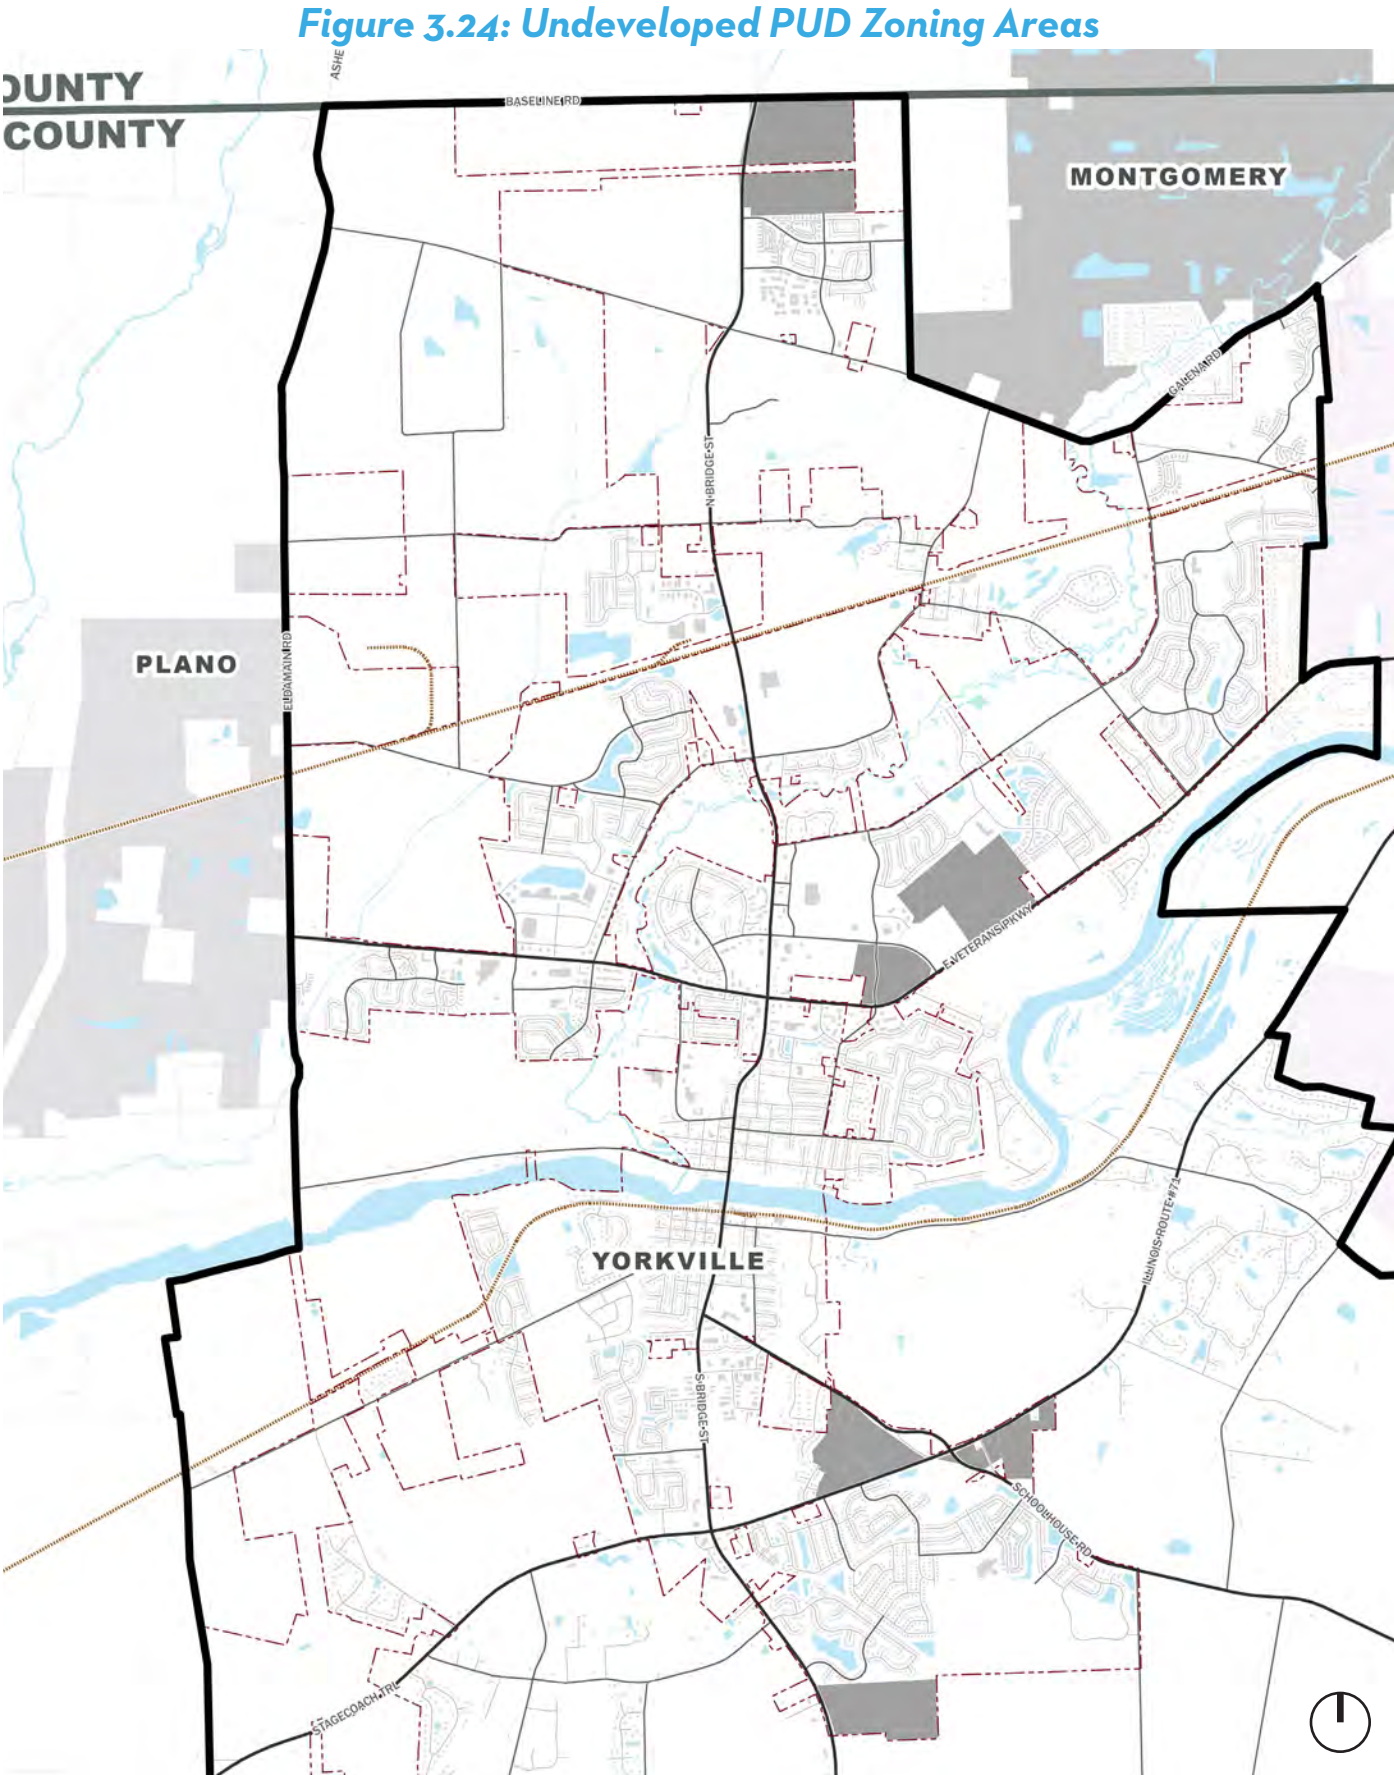 Figure 3.24: Undeveloped PUD Zoning Areas
ASHE
OUNTY
BASELINE RD
COUNTY
MONTGOMERY
GALENA RD
N BRIDGE ST
PLANO
ELDAMAIN RD
E VETERANS PKWY
ILLINOIS ROUTE #71
YORKVILLE
S BRIDGE ST
SCHOOLHOUSE RD
STAGECOACH TRL